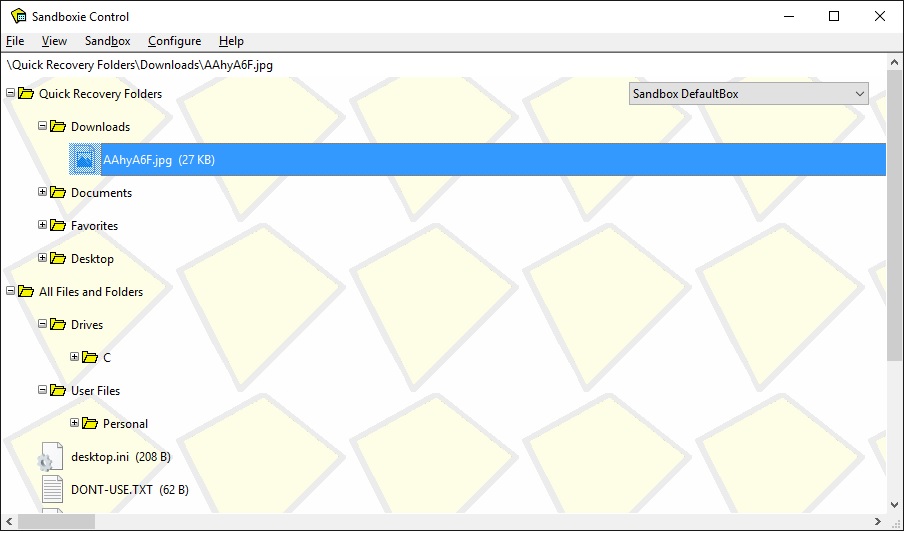 Sandboxie Control
File View Sandbox Configure Help
\Quick Recovery Folders\Downloads\AAhyA6F.jpg
Quick Recovery Folders
Sandbox DefaultBox
Downloads
AAhyA6F.jpg (27 KB)
Documents
Favorites
Desktop
All Files and Folders
Drives
C
User Files
Personal
desktop.ini (208 B)
DONT-USE.TXT (62 B)